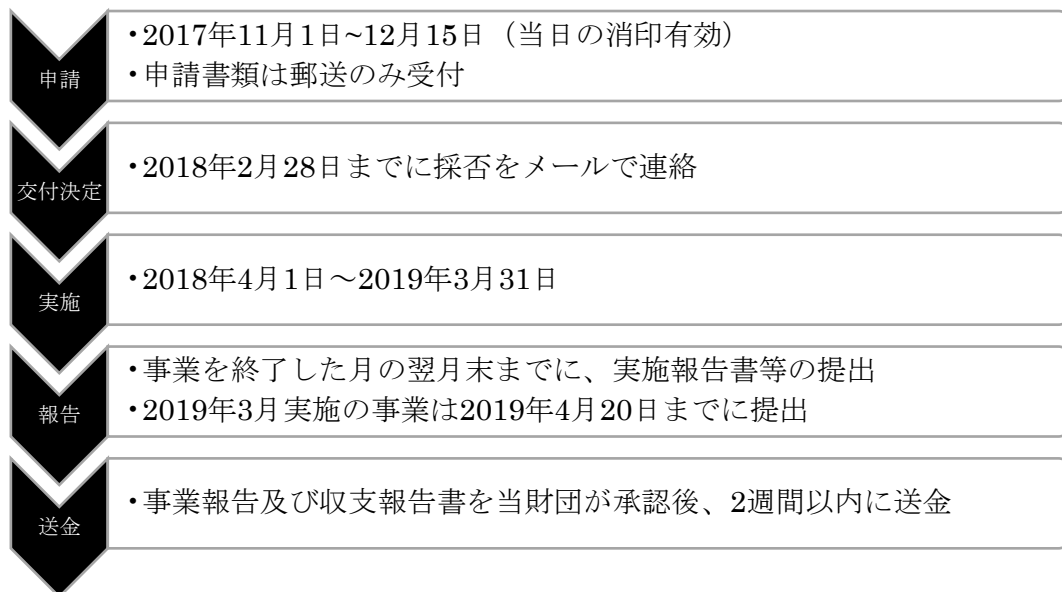 申請
・2017年11月1日~12月15日（当日の消印有効）
・申請書類は郵送のみ受付
交付決定
・2018年2月28日までに採否をメールで連絡
実施
・2018年4月1日～2019年3月31日
報告
・事業を終了した月の翌月末までに、実施報告書等の提出
・2019年3月実施の事業は2019年4月20日までに提出
送金
・事業報告及び収支報告書を当財団が承認後、2週間以内に送金